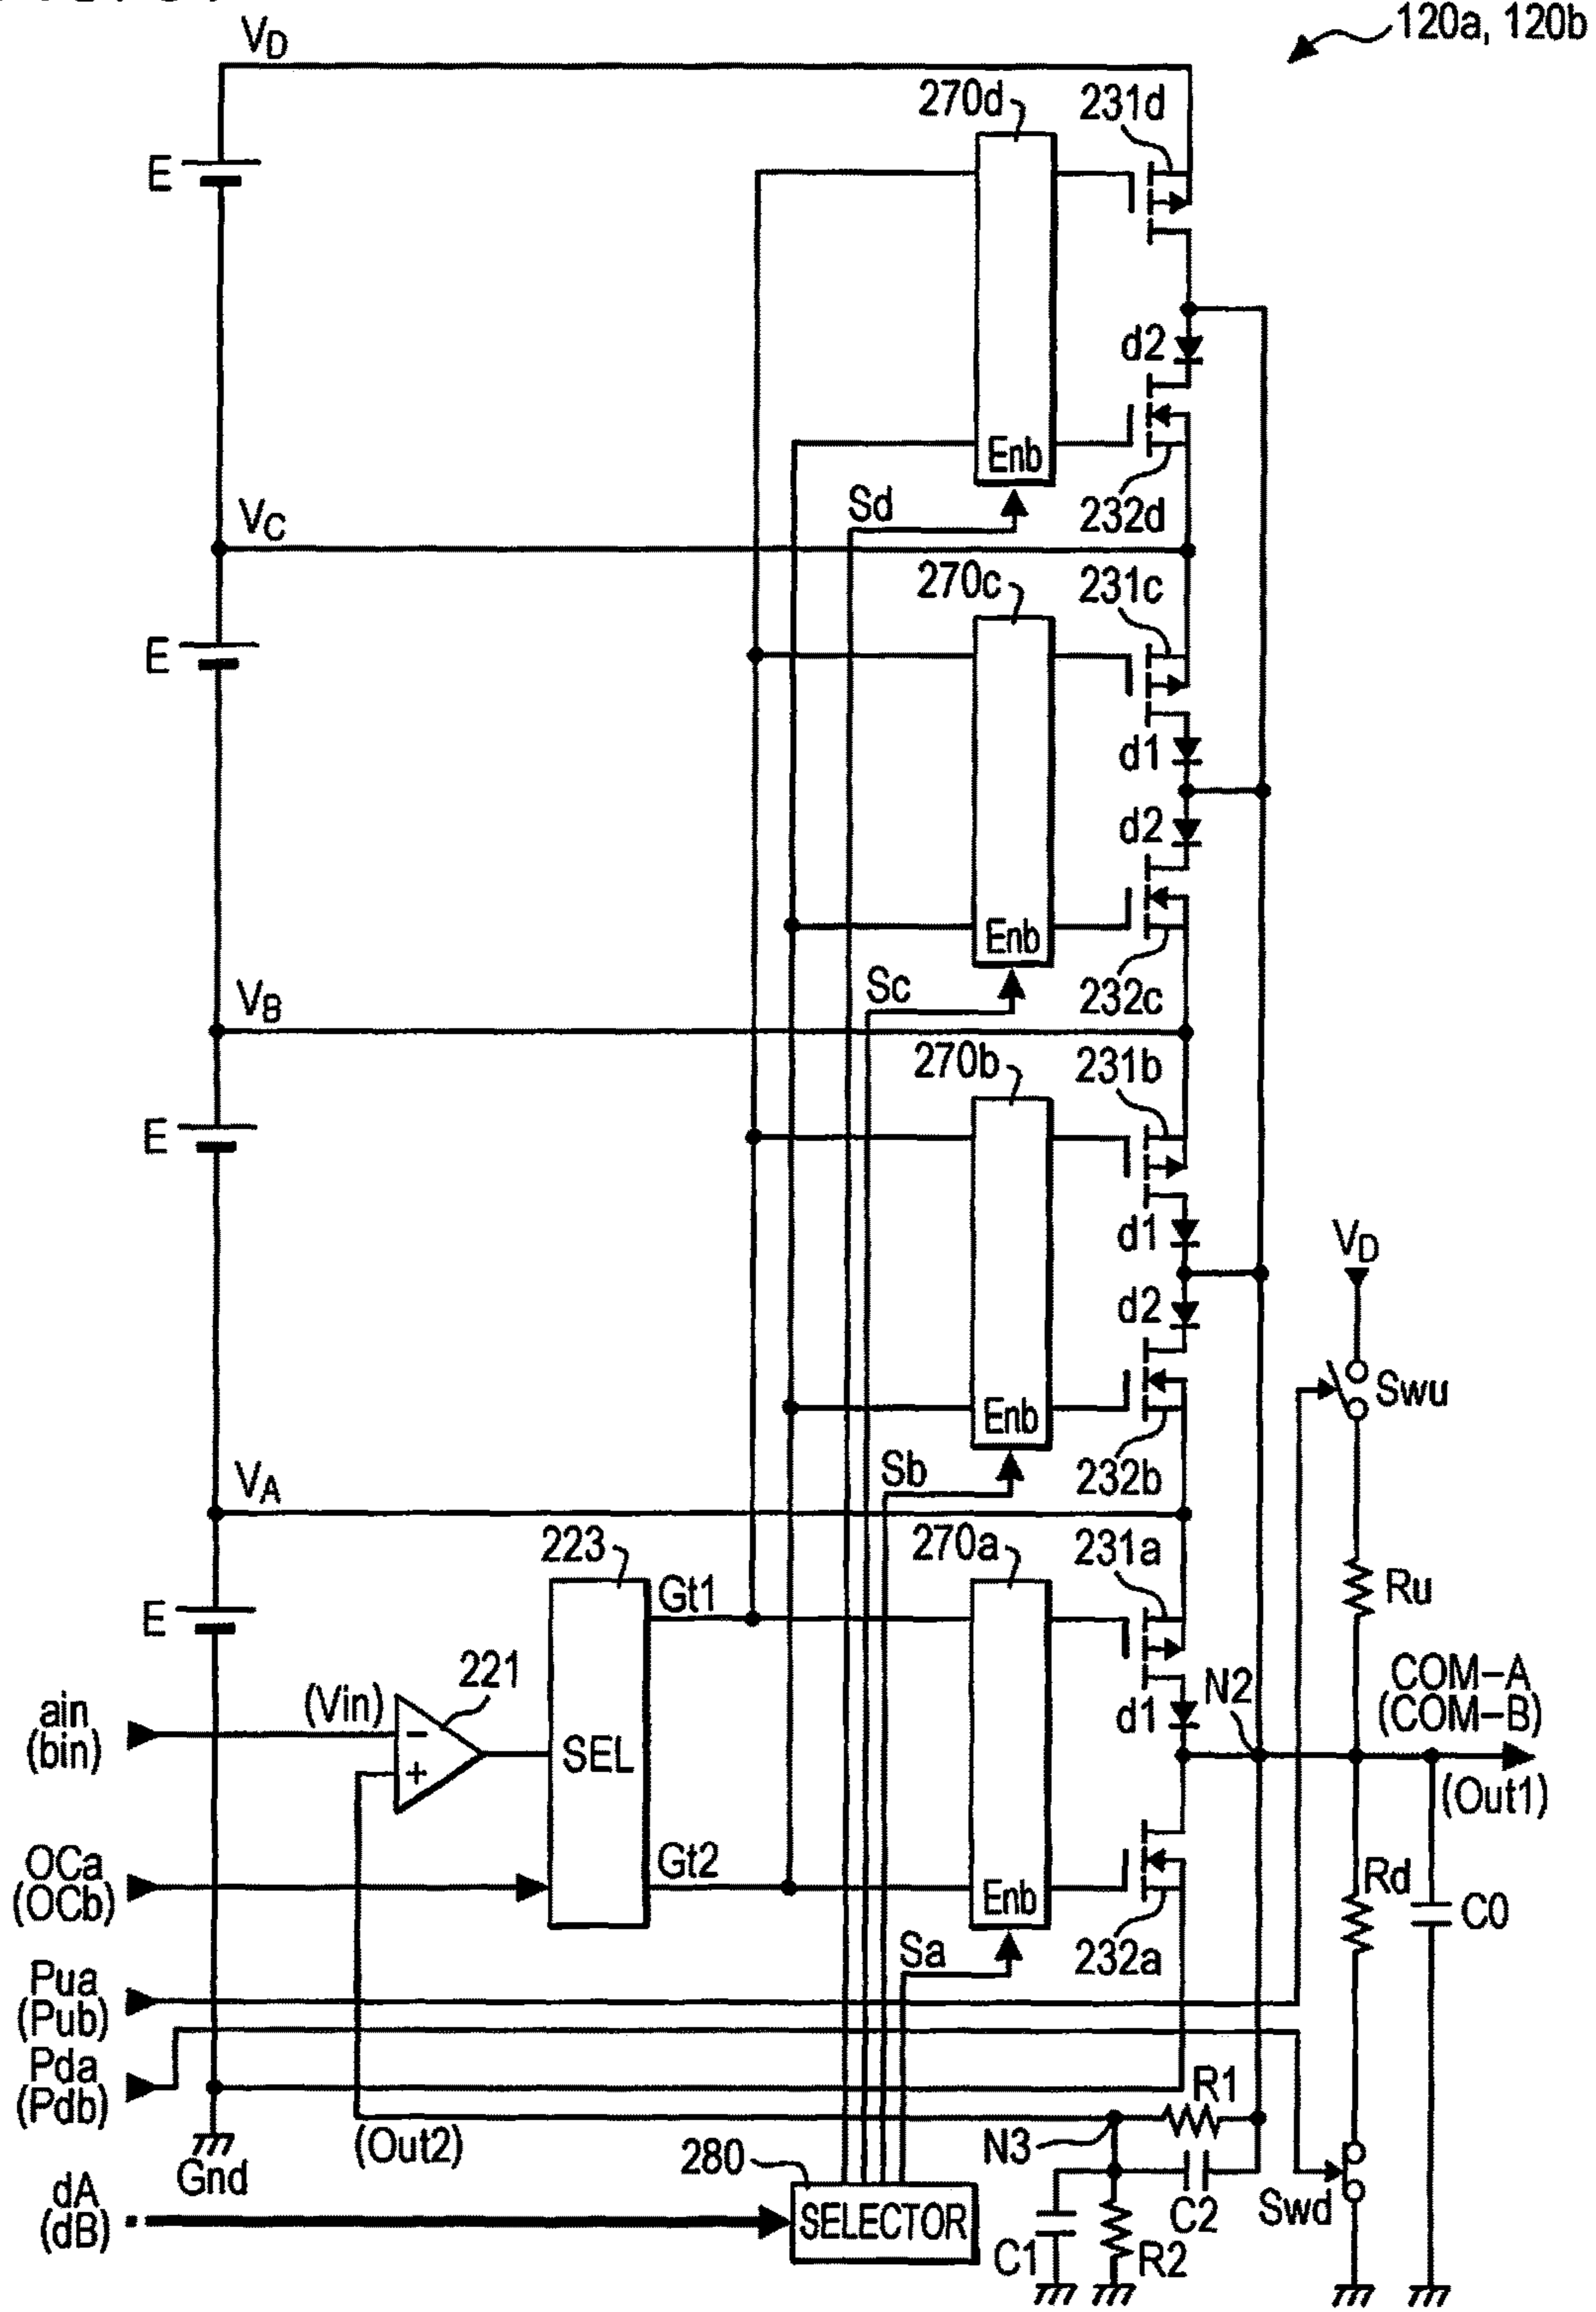 120a, 120b
VD
270d
231d
E
d2
Enb
Sd
232d
VC
270c
231c
E
d1
d2
Enb
Sc
232c
VB
270b
231b
E
d1
VD
d2
Swu
Enb
Sb
232b
VA
223
270a
231a
Gt1
Ru
E
221
ain
(bin)
(Vin)
−
+
SEL
d1
N2
COM−A
(COM−B)
(Out1)
OCa
(OCb)
Gt2
Enb
Rd
C0
Sa
232a
Pua
(Pub)
Pda
(Pdb)
R1
(Out2)
N3
Gnd
280
dA
(dB)
SELECTOR
C1
R2
C2
Swd